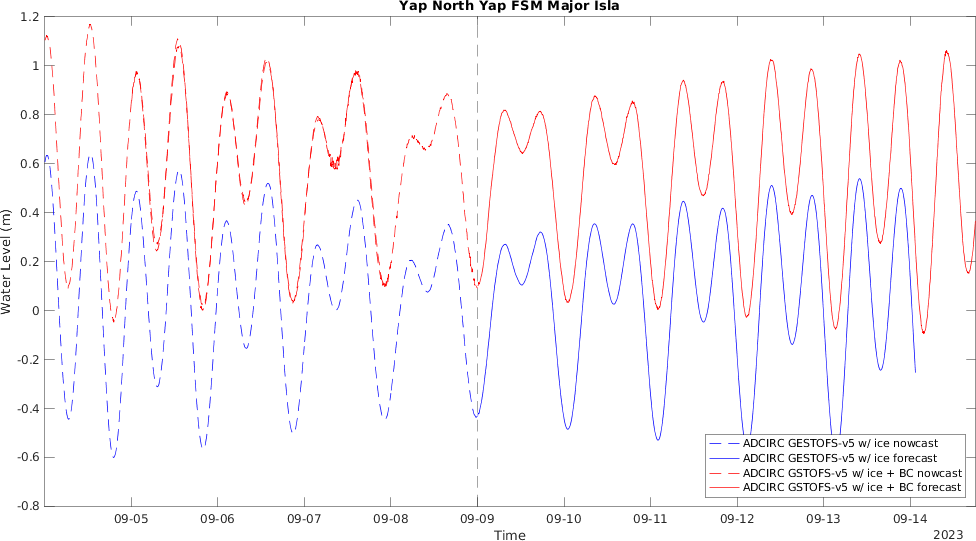 Yap North Yap FSM Major Isla
1.2
1
0.8
0.6
0.4
0.2
0
-0.2
-0.4
-0.6
-0.8
Water Level (m)
ADCIRC GESTOFS-v5 w/ ice nowcast
ADCIRC GESTOFS-v5 w/ ice forecast
ADCIRC GSTOFS-v5 w/ ice + BC nowcast
ADCIRC GSTOFS-v5 w/ ice + BC forecast
09-05 09-06 09-07 09-08 09-09 09-10 09-11 09-12 09-13 09-14
Time
2023